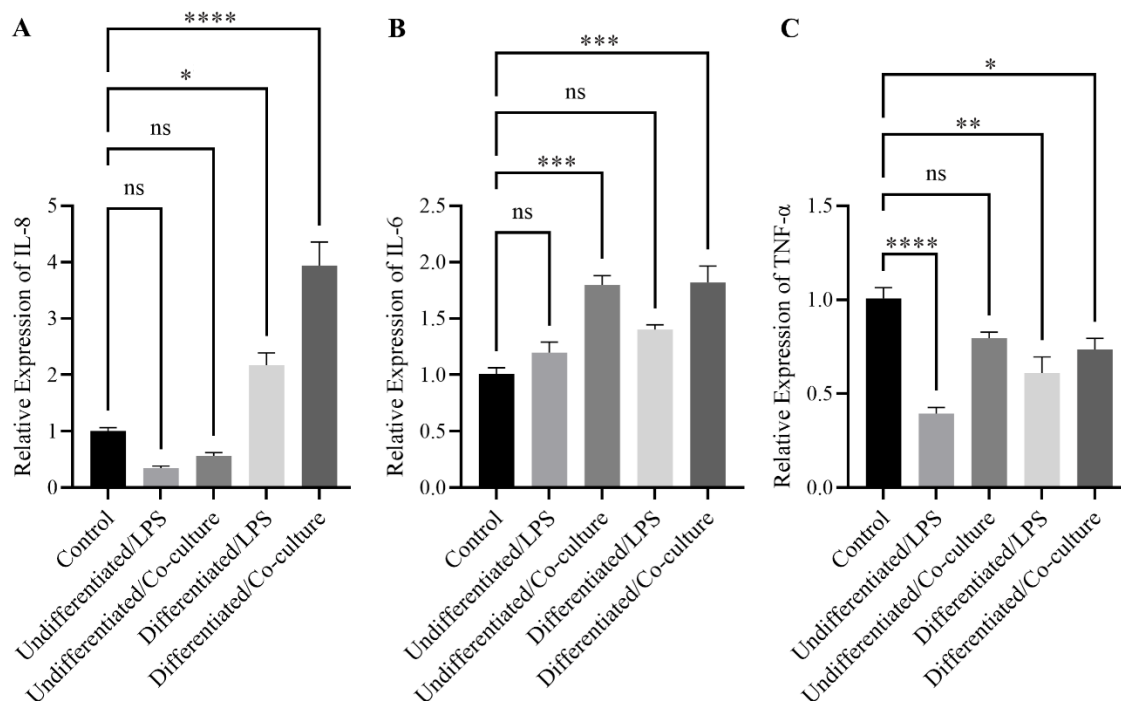 A
****
*
ns
ns
Relative Expression of IL-8
5
4
3
2
1
0
Control
Undifferentiated/LPS
Undifferentiated/Co-culture
Differentiated/LPS
Differentiated/Co-culture
B
***
ns
***
ns
Relative Expression of IL-6
2.5
2.0
1.5
1.0
0.5
0.0
Control
Undifferentiated/LPS
Undifferentiated/Co-culture
Differentiated/LPS
Differentiated/Co-culture
C
*
**
ns
****
Relative Expression of TNF-α
1.5
1.0
0.5
0.0
Control
Undifferentiated/LPS
Undifferentiated/Co-culture
Differentiated/LPS
Differentiated/Co-culture